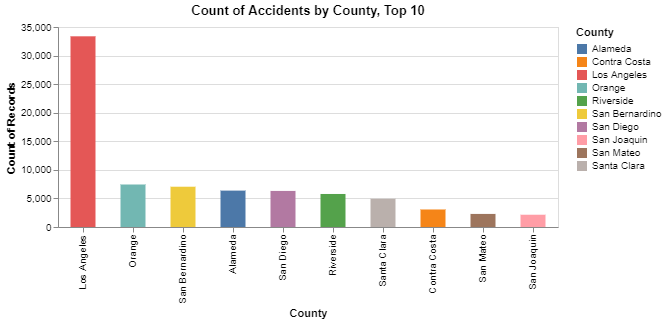 Count of Accidents by County, Top 10
Count of Records
35,000
30,000
25,000
20,000
15,000
10,000
5,000
0
Los Angeles
Orange
San Bernardino
Alameda
San Diego
Riverside
Santa Clara
Contra Costa
San Mateo
San Joaquin
County
County
Alameda
Contra Costa
Los Angeles
Orange
Riverside
San Bernardino
San Diego
San Joaquin
San Mateo
Santa Clara